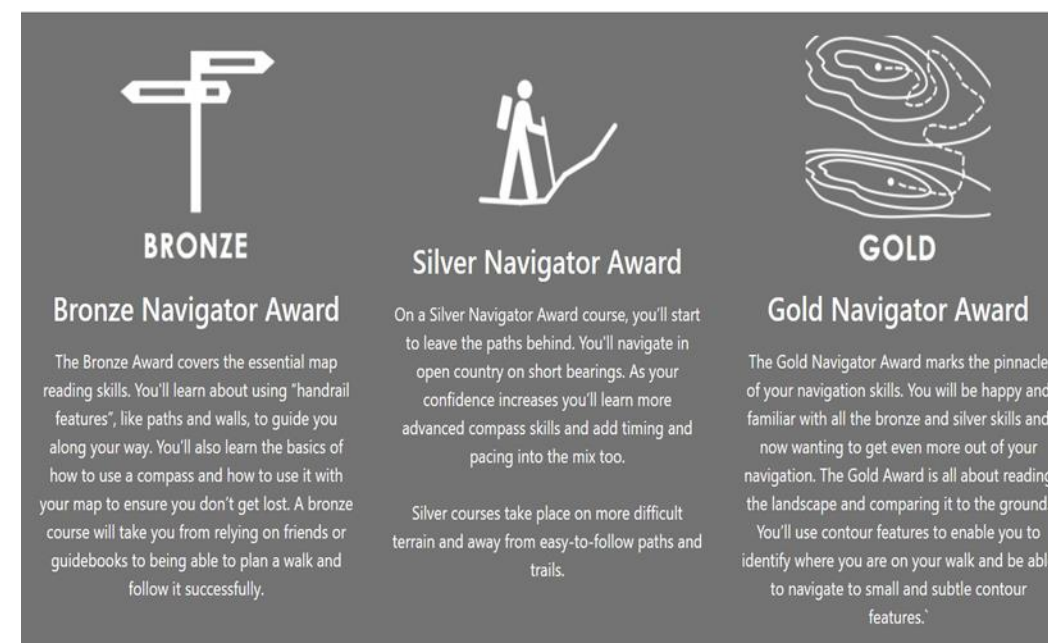 BRONZE
Bronze Navigator Award
The Bronze Award covers the essential map
reading skills. You'll learn about using "handrail
features", like paths and walls, to guide you
along your way. You'll also learn the basics of
how to use a compass and how to use it with
your map to ensure you don't get lost. A bronze
course will take you from relying on friends or
guidebooks to being able to plan a walk and
follow it successfully.
Silver Navigator Award
On a Silver Navigator Award course, you'll start
to leave the paths behind. You'll navigate in
open country on short bearings. As your
confidence increases you'll learn more
advanced compass skills and add timing and
pacing into the mix too.
Silver courses take place on more difficult
terrain and away from easy-to-follow paths and
trails.
GOLD
Gold Navigator Award
The Gold Navigator Award marks the pinnacle
of your navigation skills. You will be happy and
familiar with all the bronze and silver skills and
now wanting to get even more out of your
navigation. The Gold Award is all about reading
the landscape and comparing it to the ground.
You'll use contour features to enable you to
identify where you are on your walk and be abl
to navigate to small and subtle contour
features.`